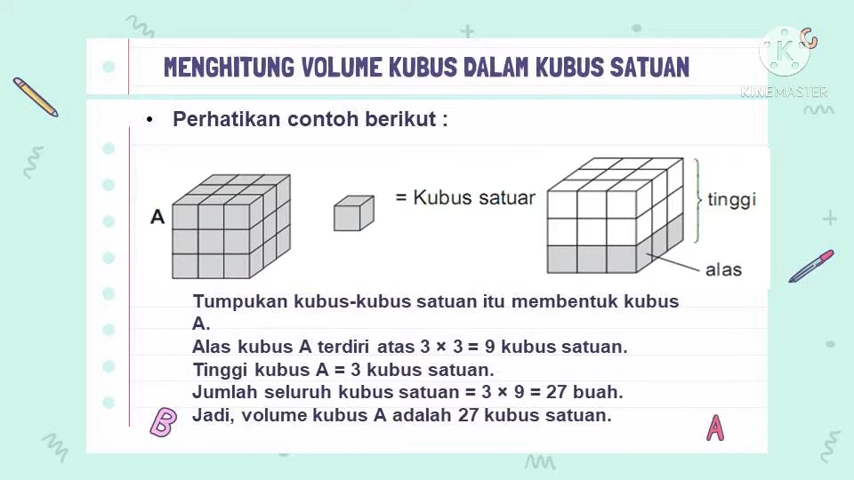 MENGHITUNG VOLUME KUBUS DALAM KUBUS SATUAN
K
KINEMASTER
• Perhatikan contoh berikut :
A
= Kubus satuar
tinggi
alas
Tumpukan kubus-kubus satuan itu membentuk kubus
A.
Alas kubus A terdiri atas 3 × 3 = 9 kubus satuan.
Tinggi kubus A = 3 kubus satuan.
Jumlah seluruh kubus satuan = 3 × 9 = 27 buah.
Jadi, volume kubus A adalah 27 kubus satuan.
B
A